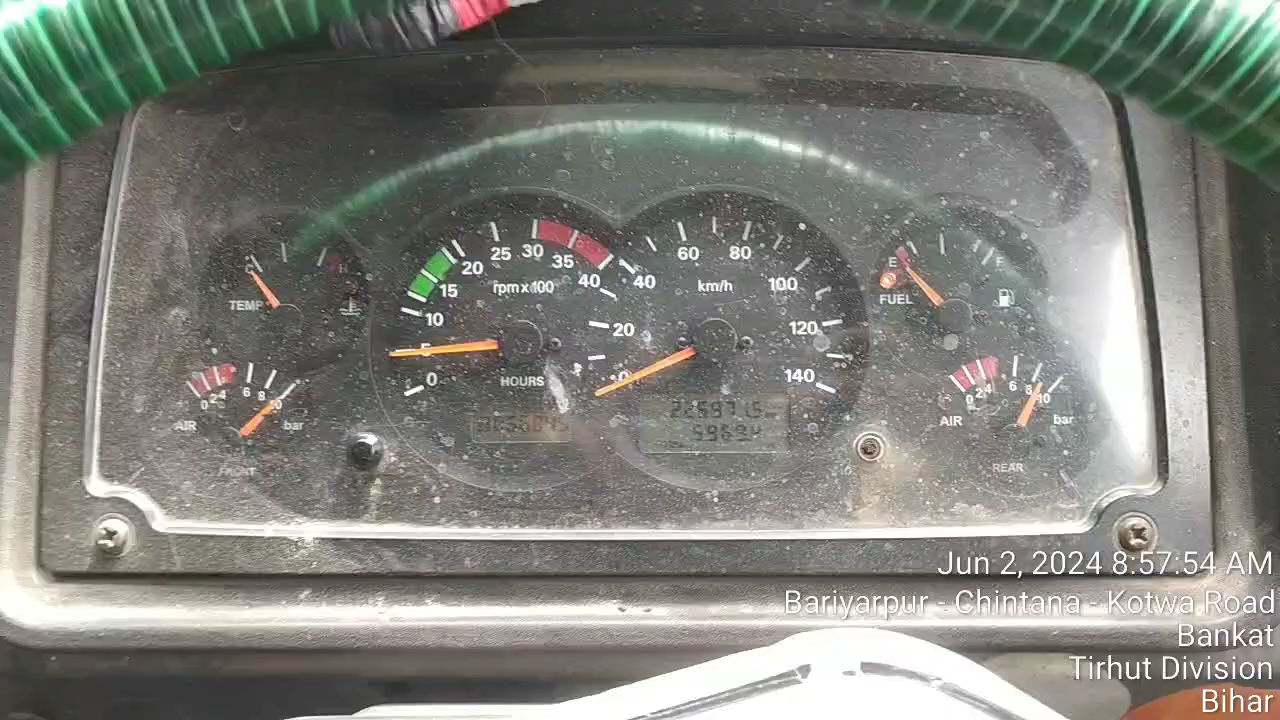 C
H
TEMP
0
5
10
15
20
25
30
35
40
rpm x 100
HOURS
0
20
40
60
80
100
120
140
km/h
E
F
FUEL
0 2 4 6 8 10
AIR
bar
FRONT
0 2 4 6 8 10
AIR
bar
REAR
Jun 2, 2024 8:57:54 AM
Bariyarpur - Chintana - Kotwa Road
Bankat
Tirhut Division
Bihar